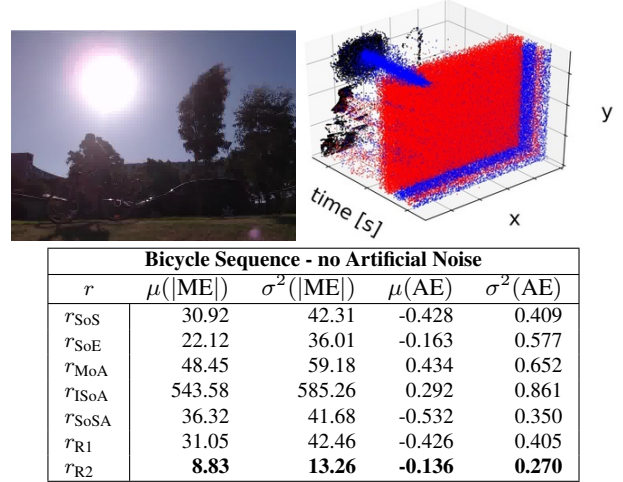 y
time [s]
x
Bicycle Sequence - no Artificial Noise
r μ(|ME|) σ²(|ME|) μ(AE) σ²(AE)
r_SoS 30.92 42.31 -0.428 0.409
r_SoE 22.12 36.01 -0.163 0.577
r_MoA 48.45 59.18 0.434 0.652
r_ISoA 543.58 585.26 0.292 0.861
r_SoSA 36.32 41.68 -0.532 0.350
r_R1 31.05 42.46 -0.426 0.405
r_R2 8.83 13.26 -0.136 0.270